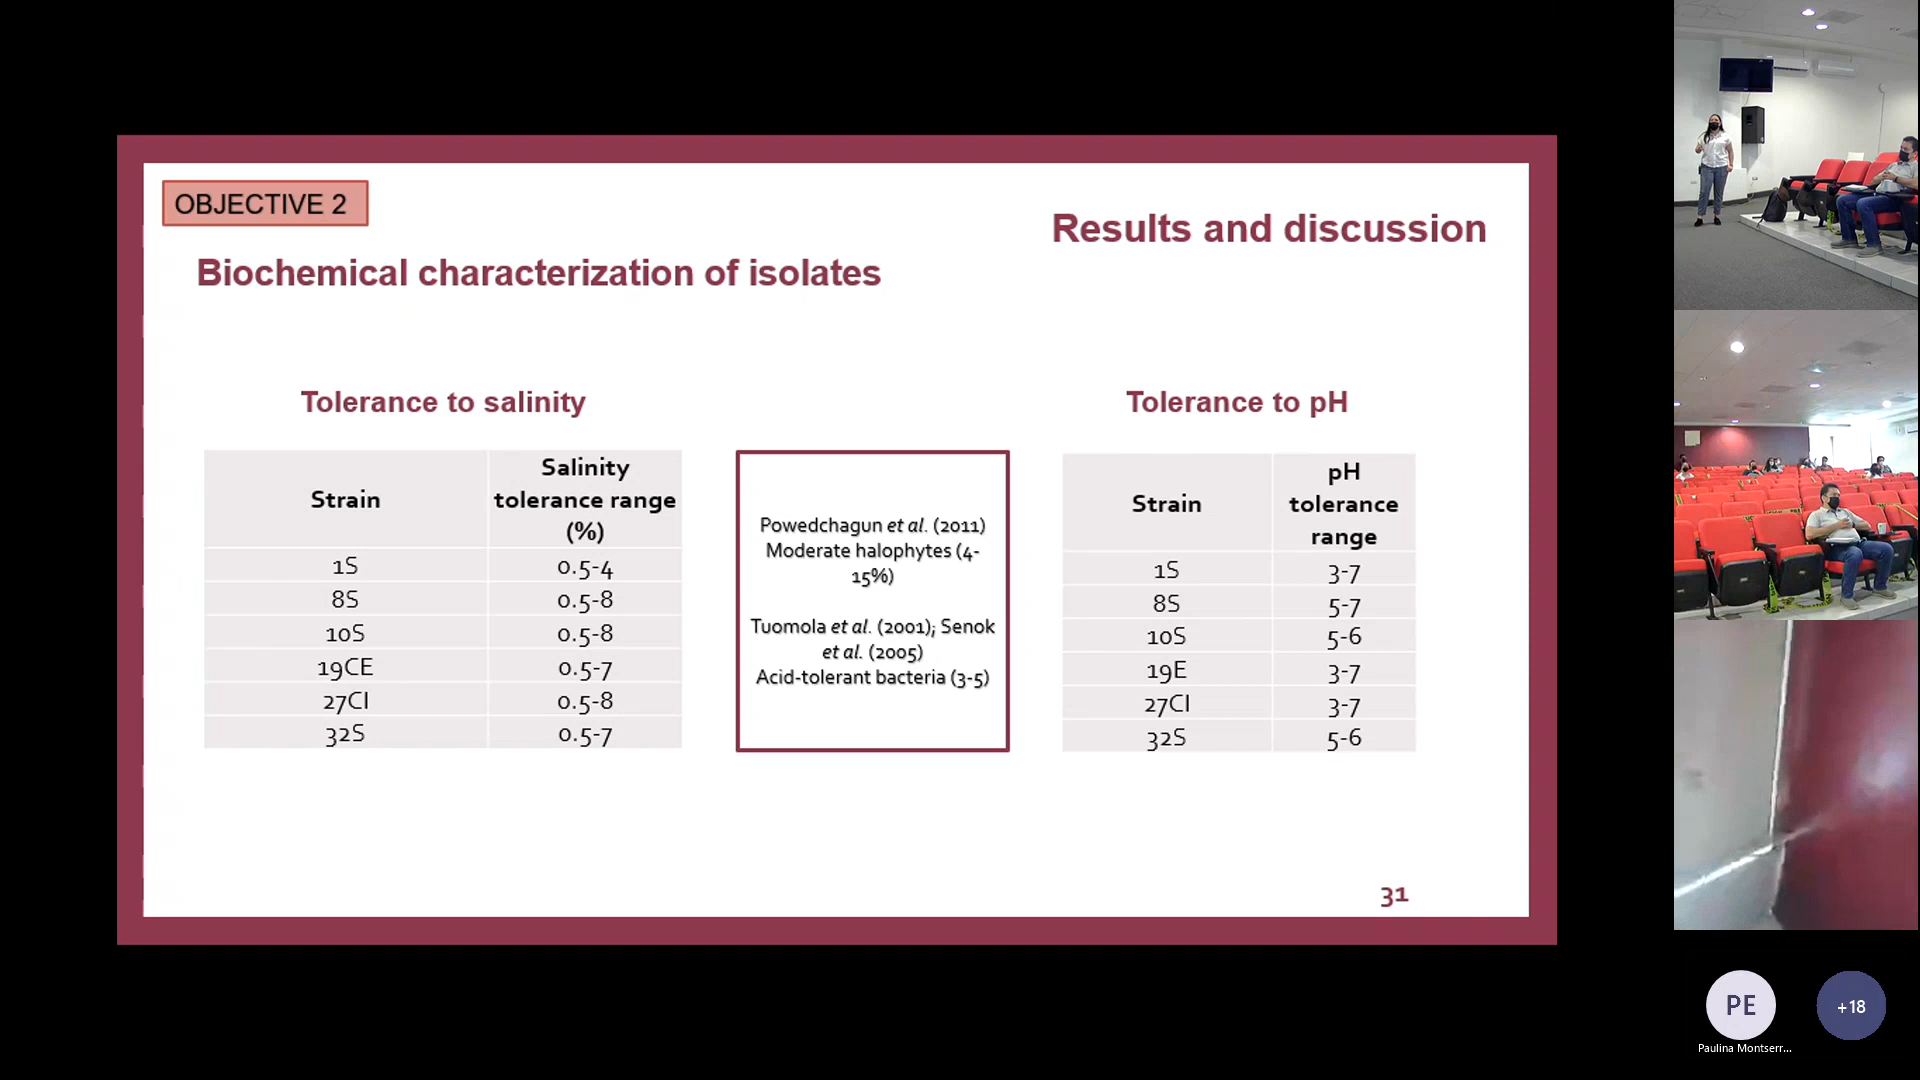 OBJECTIVE 2
Results and discussion
Biochemical characterization of isolates
Tolerance to salinity
Strain
Salinity
tolerance range
(%)
1S 0.5-4
8S 0.5-8
10S 0.5-8
19CE 0.5-7
27CI 0.5-8
32S 0.5-7
Powedchagun et al. (2011)
Moderate halophytes (4-
15%)
Tuomola et al. (2001); Senok
et al. (2005)
Acid-tolerant bacteria (3-5)
Tolerance to pH
Strain
pH
tolerance
range
1S 3-7
8S 5-7
10S 5-6
19E 3-7
27CI 3-7
32S 5-6
31
PE
+18
Paulina Montserr...